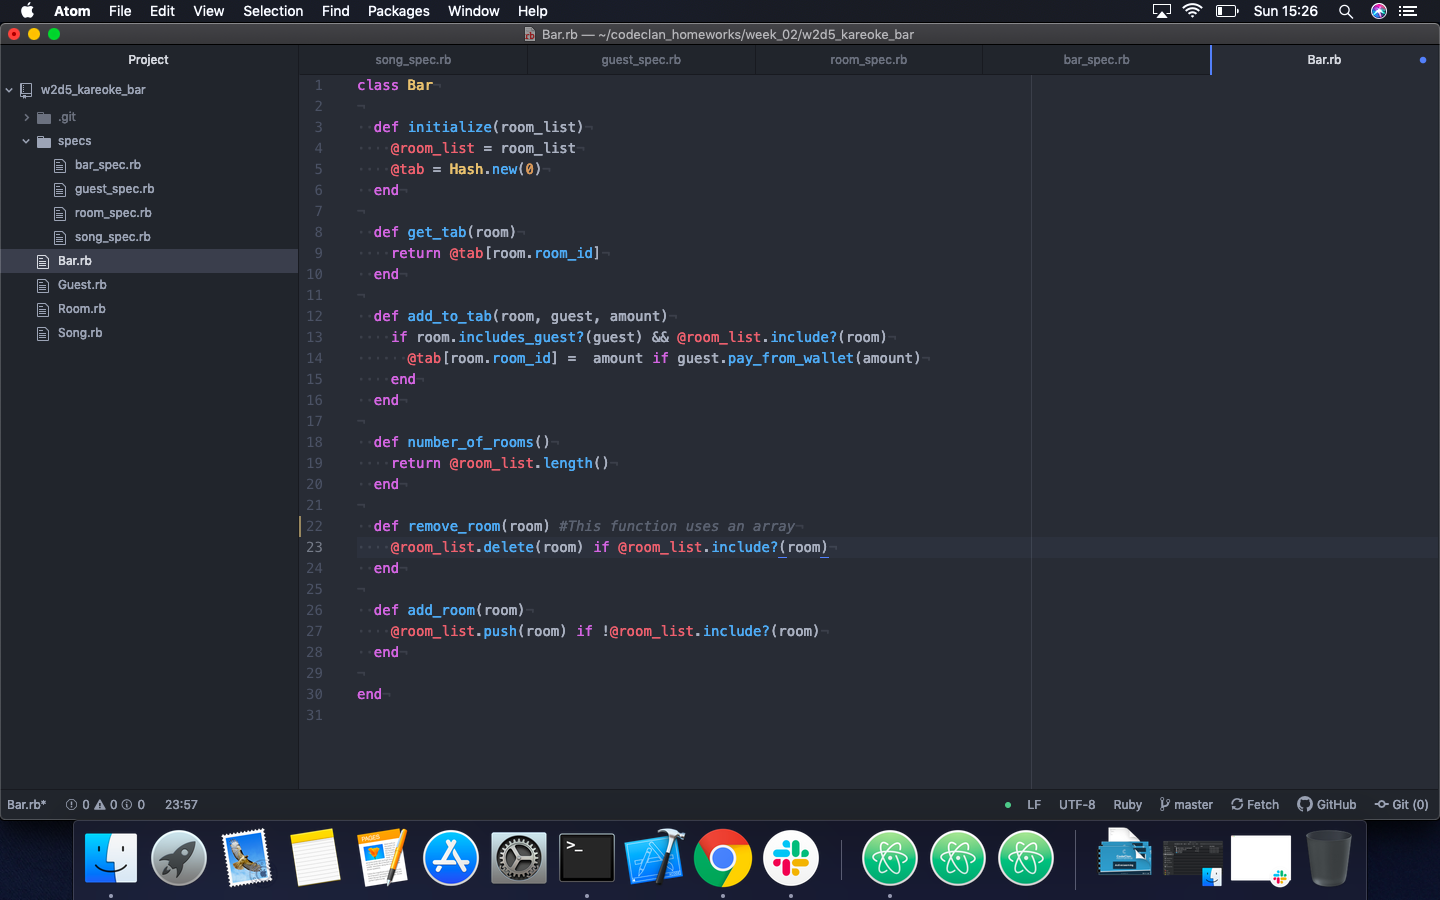 Atom File Edit View Selection Find Packages Window Help Sun 15:26
Bar.rb — ~/codeclan_homeworks/week_02/w2d5_kareoke_bar
Project song_spec.rb guest_spec.rb room_spec.rb bar_spec.rb Bar.rb
w2d5_kareoke_bar
.git
specs
bar_spec.rb
guest_spec.rb
room_spec.rb
song_spec.rb
Bar.rb
Guest.rb
Room.rb
Song.rb
1 class Bar
2
3 def initialize(room_list)
4 @room_list = room_list
5 @tab = Hash.new(0)
6 end
7
8 def get_tab(room)
9 return @tab[room.room_id]
10 end
11
12 def add_to_tab(room, guest, amount)
13 if room.includes_guest?(guest) && @room_list.include?(room)
14 @tab[room.room_id] =  amount if guest.pay_from_wallet(amount)
15 end
16 end
17
18 def number_of_rooms()
19 return @room_list.length()
20 end
21
22 def remove_room(room) #This function uses an array
23 @room_list.delete(room) if @room_list.include?(room)
24 end
25
26 def add_room(room)
27 @room_list.push(room) if !@room_list.include?(room)
28 end
29
30 end
31
Bar.rb* 0 0 0 23:57 LF UTF-8 Ruby master Fetch GitHub Git (0)
PAGES
>_